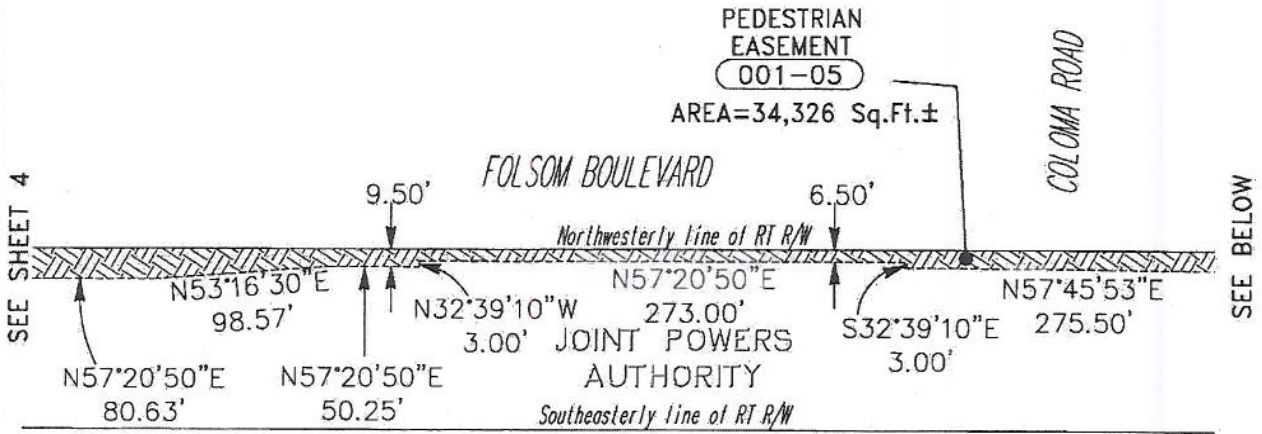 PEDESTRIAN
EASEMENT
001-05
AREA=34,326 Sq.Ft.±
COLOMA ROAD
FOLSOM BOULEVARD
SEE SHEET 4
9.50'
6.50'
SEE BELOW
Northwesterly line of RT R/W
N53°16'30"E
98.57'
N32°39'10"W
3.00'
N57°20'50"E
273.00'
S32°39'10"E
3.00'
N57°45'53"E
275.50'
JOINT POWERS
AUTHORITY
N57°20'50"E
80.63'
N57°20'50"E
50.25'
Southeasterly line of RT R/W